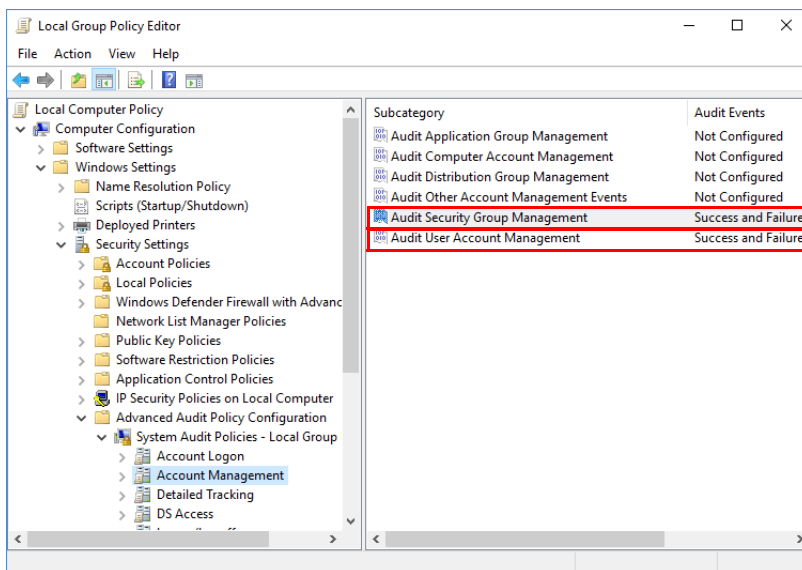 Local Group Policy Editor
File Action View Help
Local Computer Policy
Computer Configuration
Software Settings
Windows Settings
Name Resolution Policy
Scripts (Startup/Shutdown)
Deployed Printers
Security Settings
Account Policies
Local Policies
Windows Defender Firewall with Advanc
Network List Manager Policies
Public Key Policies
Software Restriction Policies
Application Control Policies
IP Security Policies on Local Computer
Advanced Audit Policy Configuration
System Audit Policies - Local Group
Account Logon
Account Management
Detailed Tracking
DS Access
Subcategory Audit Events
Audit Application Group Management Not Configured
Audit Computer Account Management Not Configured
Audit Distribution Group Management Not Configured
Audit Other Account Management Events Not Configured
Audit Security Group Management Success and Failure
Audit User Account Management Success and Failure